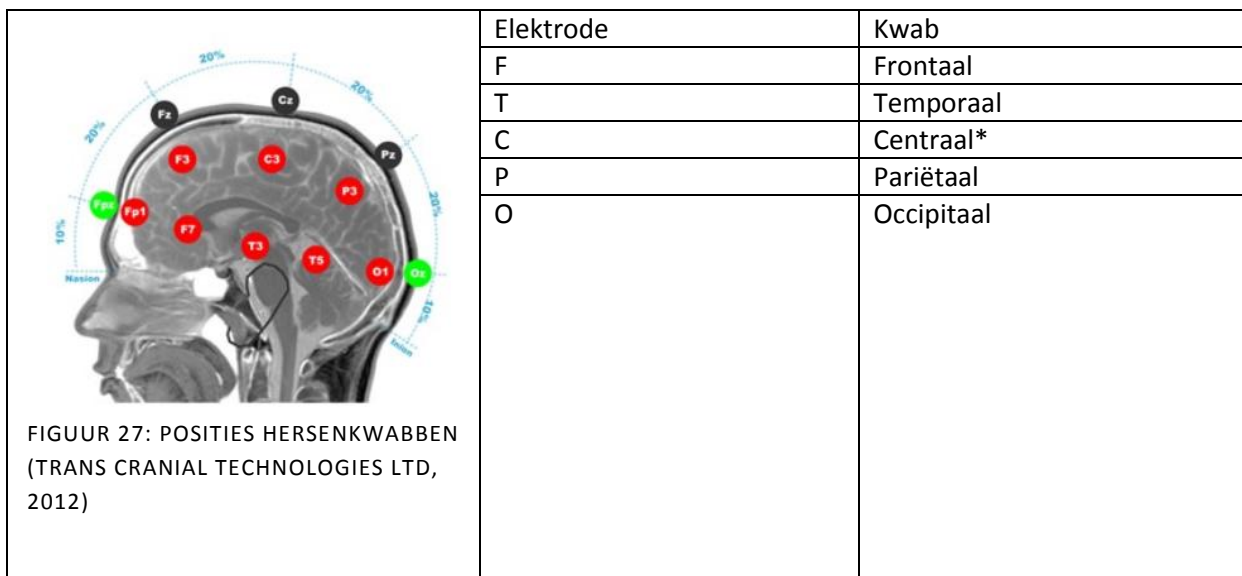 20%
20%
Cz
Fz
20%
20%
Pz
F3
C3
P3
20%
Fpz
Fp1
F7
10%
T3
T5
O1
Oz
Nasion
10%
Inion
FIGUUR 27: POSITIES HERSENKWABBEN
(TRANS CRANIAL TECHNOLOGIES LTD,
2012)
Elektrode Kwab
F Frontaal
T Temporaal
C Centraal*
P Pariëtaal
O Occipitaal